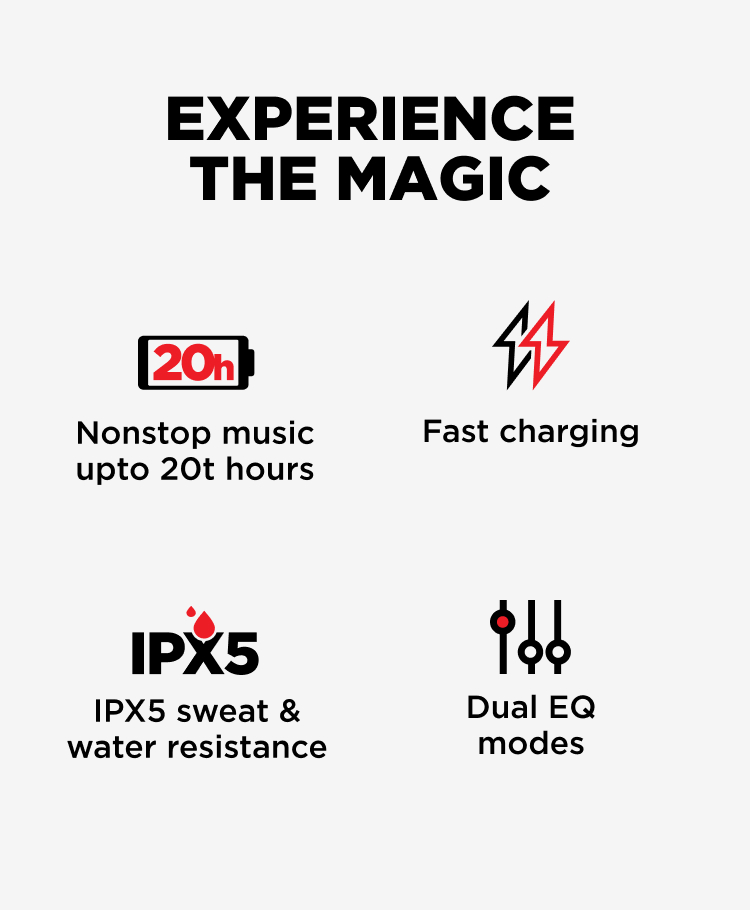 EXPERIENCE
THE MAGIC
20h
Nonstop music
upto 20t hours
Fast charging
IPX5
IPX5 sweat &
water resistance
Dual EQ
modes